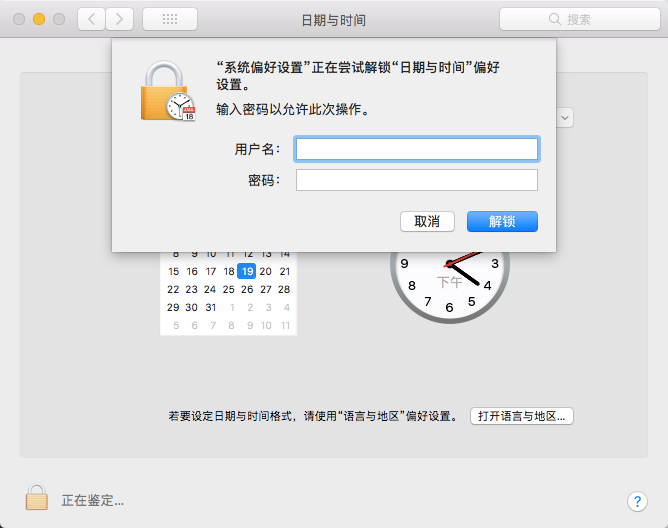 日期与时间
搜索
“系统偏好设置”正在尝试解锁“日期与时间”偏好
设置。
输入密码以允许此次操作。
用户名：
密码：
取消
解锁
8 9 10 11 12 13 14
15 16 17 18 19 20 21
22 23 24 25 26 27 28
29 30 31 1 2 3 4
5 6 7 8 9 10 11
9 3
下午
8 4
7 5
6
若要设定日期与时间格式，请使用“语言与地区”偏好设置。
打开语言与地区...
正在鉴定...
?
18